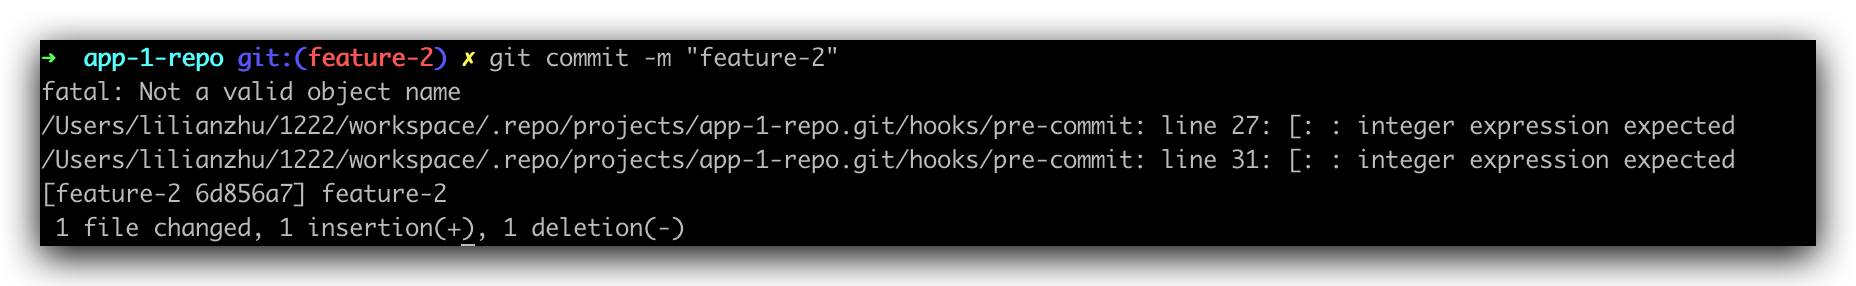 ➜  app-1-repo git:(feature-2) ✗ git commit -m "feature-2"
fatal: Not a valid object name
/Users/lilianzhu/1222/workspace/.repo/projects/app-1-repo.git/hooks/pre-commit: line 27: [: : integer expression expected
/Users/lilianzhu/1222/workspace/.repo/projects/app-1-repo.git/hooks/pre-commit: line 31: [: : integer expression expected
[feature-2 6d856a7] feature-2
 1 file changed, 1 insertion(+), 1 deletion(-)